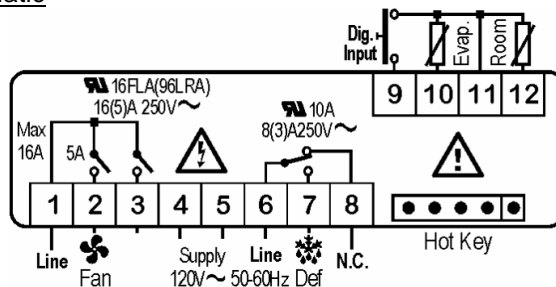 Dig.
Input
Evap.
Room
9 10 11 12
16FLA(96LRA)
16(5)A 250V~
10A
8(3)A250V~
Max
16A
5A
1 2 3 4 5 6 7 8
Line
Fan
Supply
120V~ 50-60Hz
Line
Def
N.C.
Hot Key